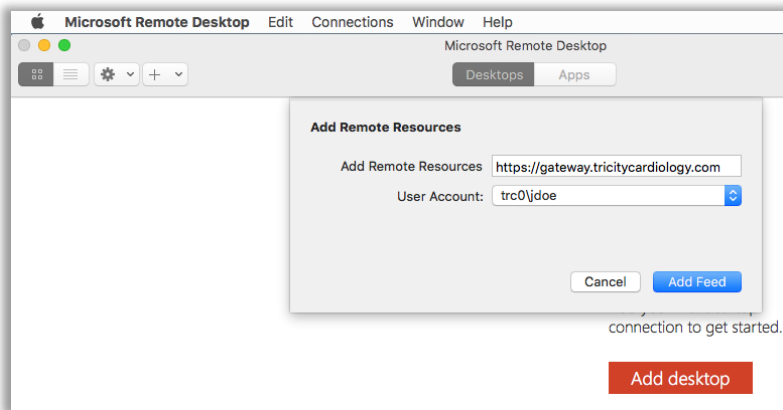 Microsoft Remote Desktop Edit Connections Window Help
Microsoft Remote Desktop
Desktops Apps
Add Remote Resources
Add Remote Resources https://gateway.tricitycardiology.com
User Account: trc0\jdoe
Cancel Add Feed
connection to get started.
Add desktop